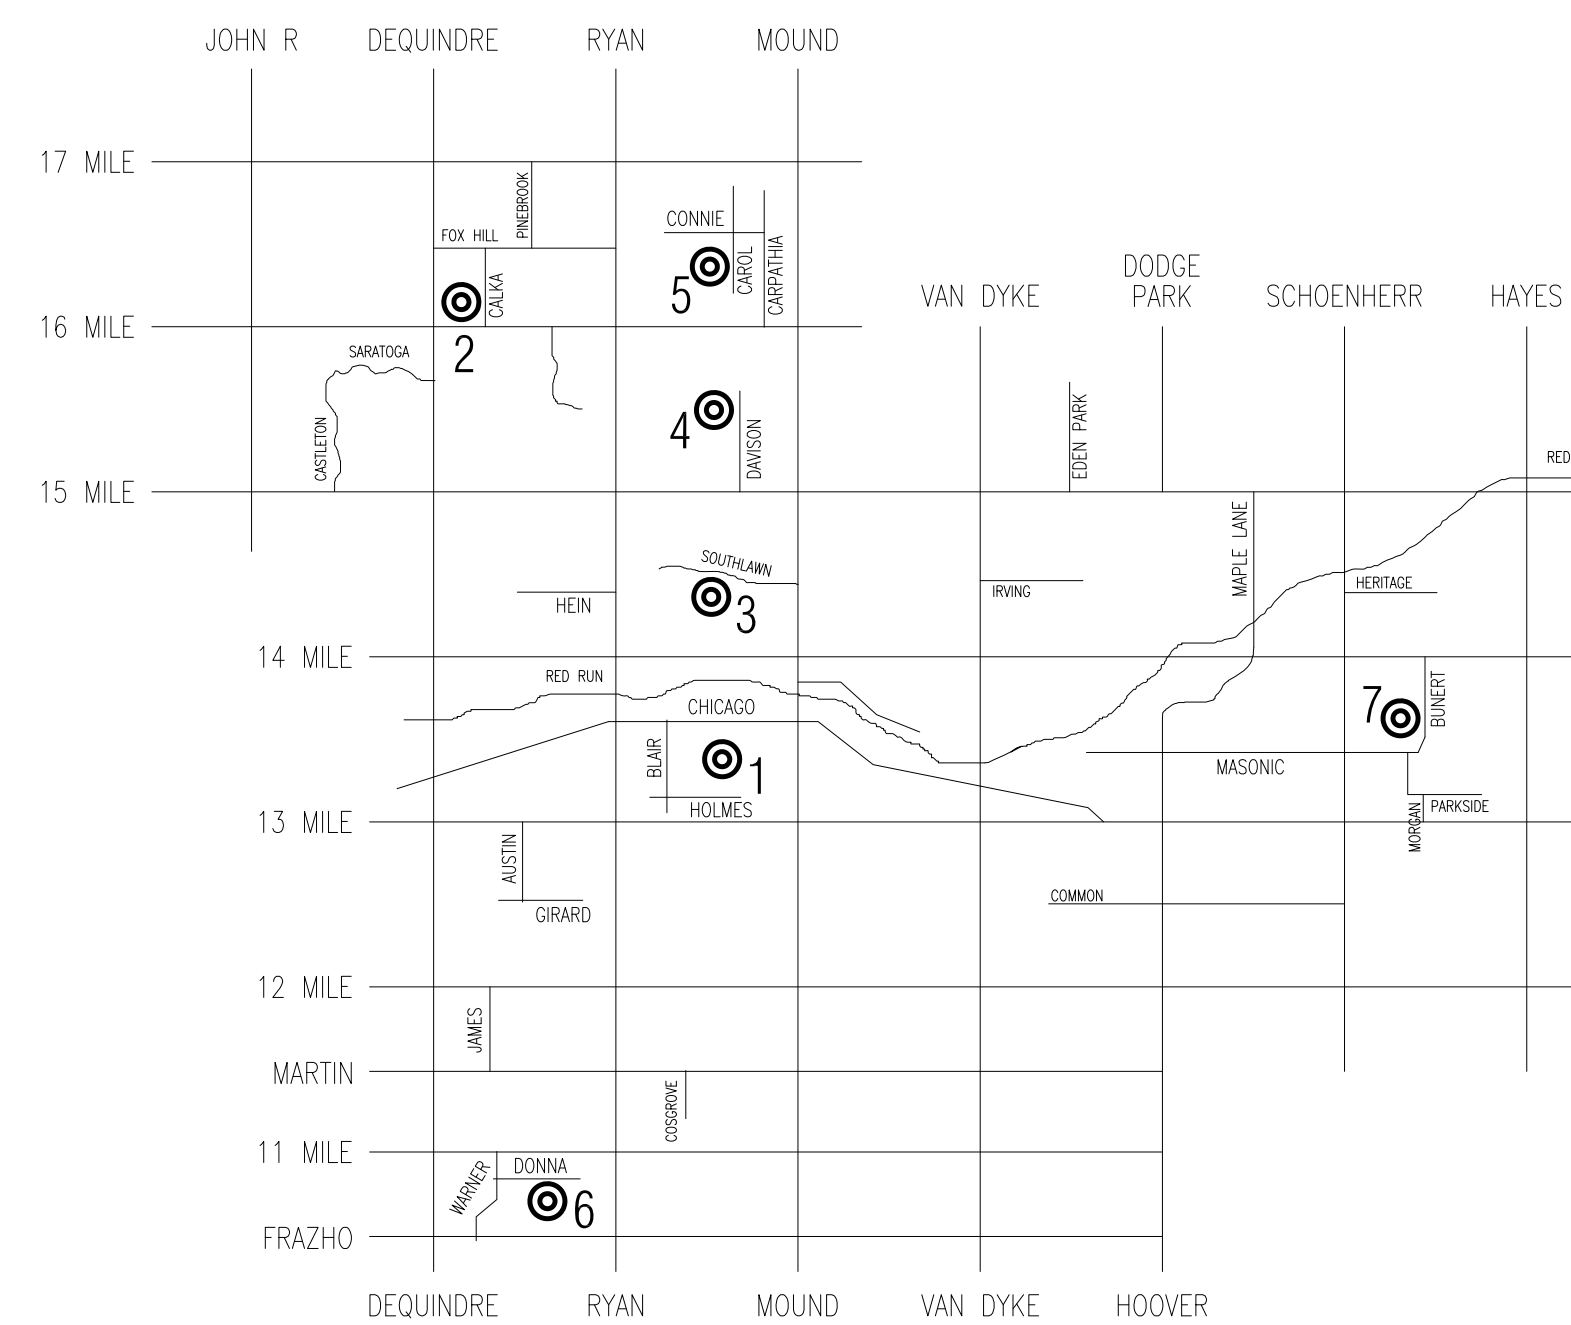 JOHN R
DEQUINDRE
RYAN
MOUND
17 MILE
PINEBROOK
CONNIE
FOX HILL
CAROL
CARPATHIA
5
CALKA
DODGE
PARK
VAN DYKE
SCHOENHERR
HAYES
16 MILE
2
SARATOGA
CASTLETON
4
DAVISON
EDEN PARK
RED
15 MILE
MAPLE LANE
SOUTHLAWN
HEIN
3
IRVING
HERITAGE
14 MILE
RED RUN
CHICAGO
7
BUNERT
BLAIR
1
MASONIC
HOLMES
MORGAN
PARKSIDE
13 MILE
AUSTIN
GIRARD
COMMON
12 MILE
JAMES
MARTIN
COSGROVE
11 MILE
WARNER
DONNA
6
FRAZHO
DEQUINDRE
RYAN
MOUND
VAN DYKE
HOOVER